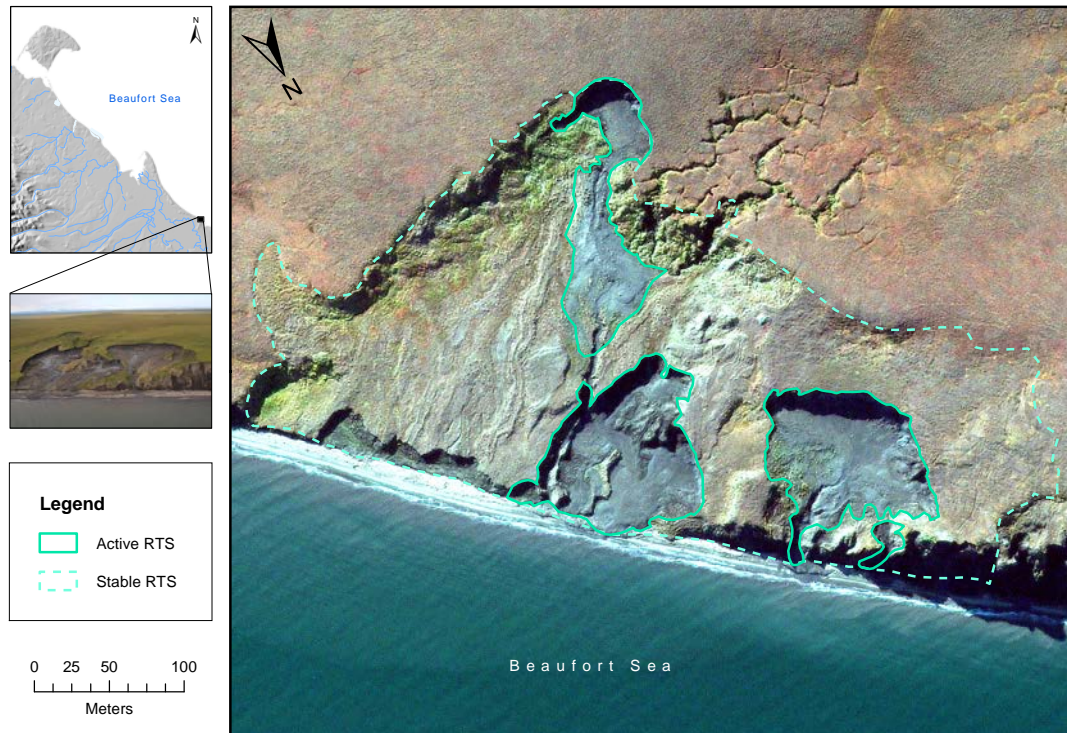 N
Beaufort Sea
N
Legend
Active RTS
Stable RTS
0 25 50 100
Meters
Beaufort Sea